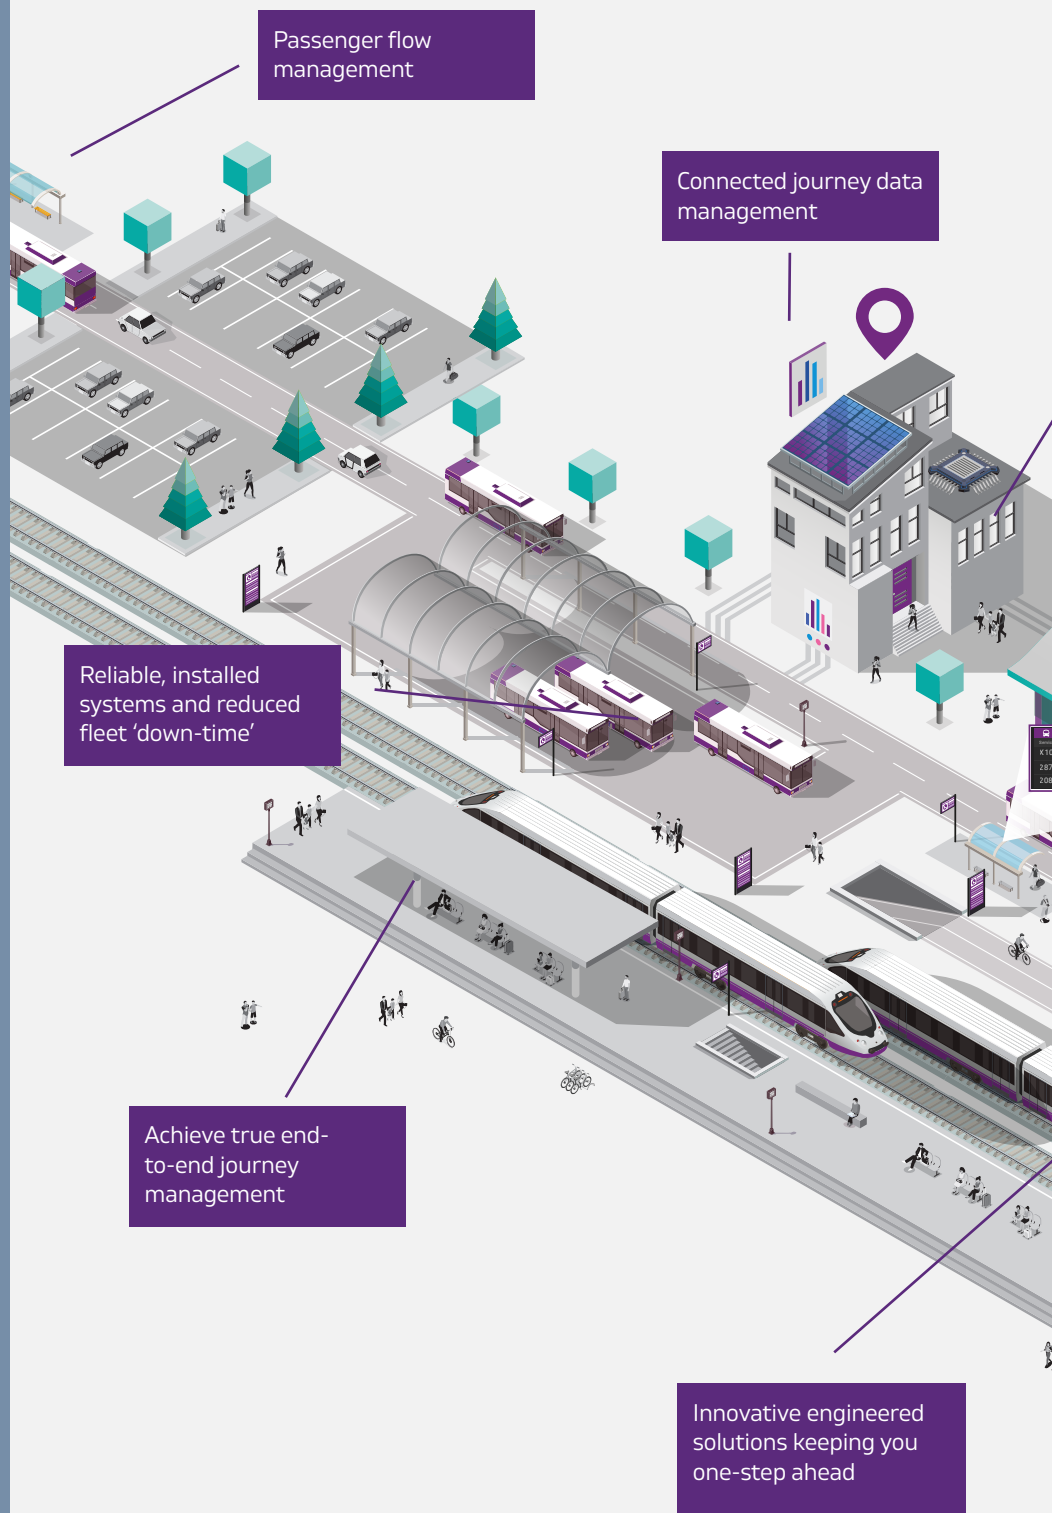 Passenger flow
management
Connected journey data
management
Reliable, installed
systems and reduced
fleet ‘down-time’
Achieve true end-
to-end journey
management
Innovative engineered
solutions keeping you
one-step ahead